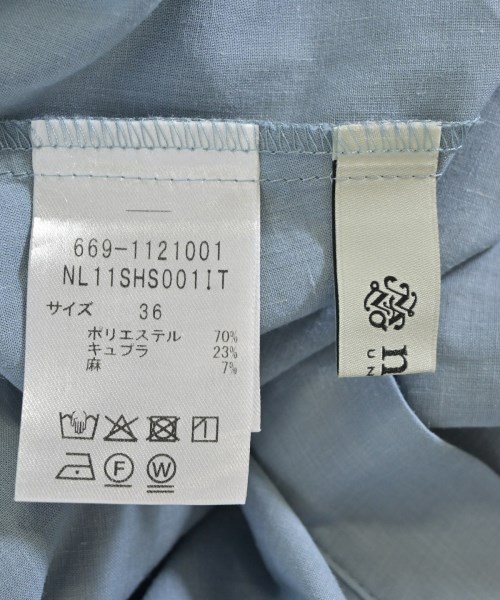 669-1121001
NL11SHS001IT
サイズ 36
ポリエステル 70%
キュプラ 23%
麻 7%
F W
n